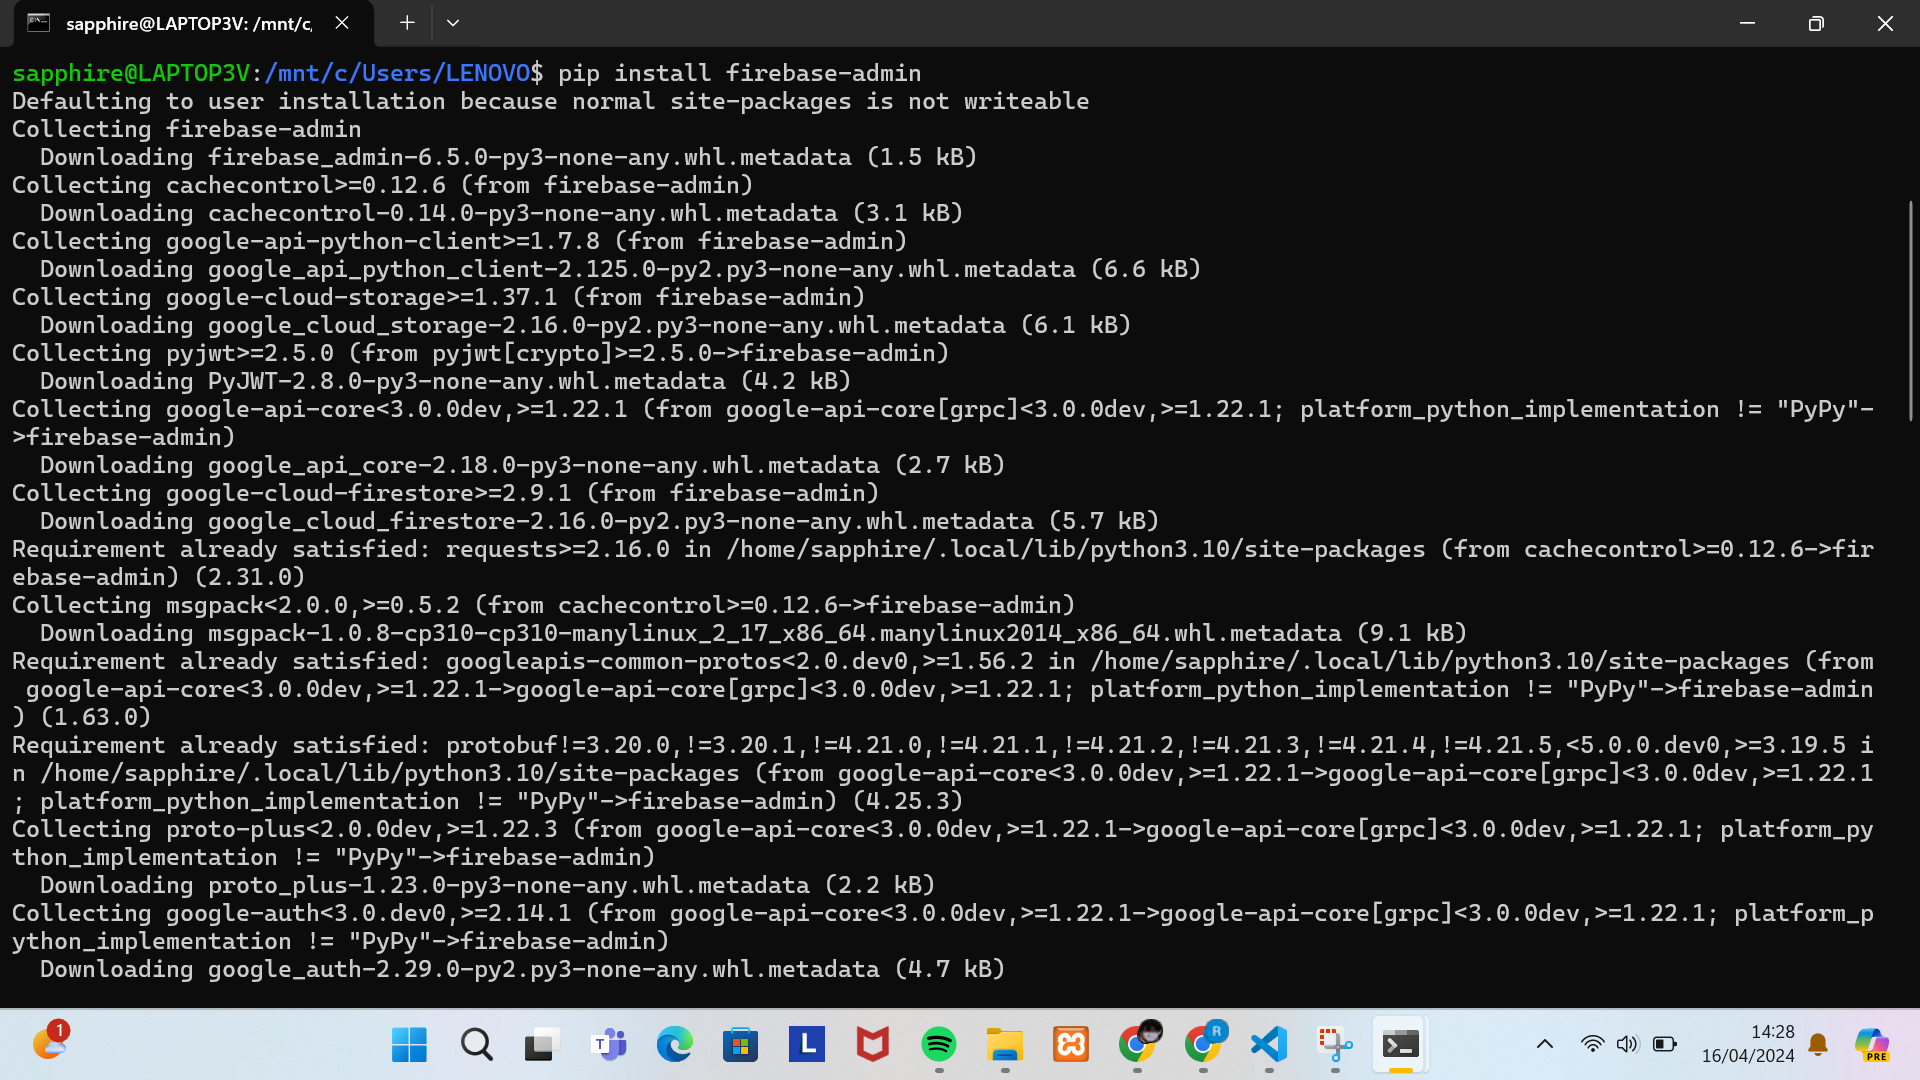 sapphire@LAPTOP3V: /mnt/c,
sapphire@LAPTOP3V:/mnt/c/Users/LENOVO$ pip install firebase-admin
Defaulting to user installation because normal site-packages is not writeable
Collecting firebase-admin
  Downloading firebase_admin-6.5.0-py3-none-any.whl.metadata (1.5 kB)
Collecting cachecontrol>=0.12.6 (from firebase-admin)
  Downloading cachecontrol-0.14.0-py3-none-any.whl.metadata (3.1 kB)
Collecting google-api-python-client>=1.7.8 (from firebase-admin)
  Downloading google_api_python_client-2.125.0-py2.py3-none-any.whl.metadata (6.6 kB)
Collecting google-cloud-storage>=1.37.1 (from firebase-admin)
  Downloading google_cloud_storage-2.16.0-py2.py3-none-any.whl.metadata (6.1 kB)
Collecting pyjwt>=2.5.0 (from pyjwt[crypto]>=2.5.0->firebase-admin)
  Downloading PyJWT-2.8.0-py3-none-any.whl.metadata (4.2 kB)
Collecting google-api-core<3.0.0dev,>=1.22.1 (from google-api-core[grpc]<3.0.0dev,>=1.22.1; platform_python_implementation != "PyPy"-
>firebase-admin)
  Downloading google_api_core-2.18.0-py3-none-any.whl.metadata (2.7 kB)
Collecting google-cloud-firestore>=2.9.1 (from firebase-admin)
  Downloading google_cloud_firestore-2.16.0-py2.py3-none-any.whl.metadata (5.7 kB)
Requirement already satisfied: requests>=2.16.0 in /home/sapphire/.local/lib/python3.10/site-packages (from cachecontrol>=0.12.6->fir
ebase-admin) (2.31.0)
Collecting msgpack<2.0.0,>=0.5.2 (from cachecontrol>=0.12.6->firebase-admin)
  Downloading msgpack-1.0.8-cp310-cp310-manylinux_2_17_x86_64.manylinux2014_x86_64.whl.metadata (9.1 kB)
Requirement already satisfied: googleapis-common-protos<2.0.dev0,>=1.56.2 in /home/sapphire/.local/lib/python3.10/site-packages (from
 google-api-core<3.0.0dev,>=1.22.1->google-api-core[grpc]<3.0.0dev,>=1.22.1; platform_python_implementation != "PyPy"->firebase-admin
) (1.63.0)
Requirement already satisfied: protobuf!=3.20.0,!=3.20.1,!=4.21.0,!=4.21.1,!=4.21.2,!=4.21.3,!=4.21.4,!=4.21.5,<5.0.0.dev0,>=3.19.5 i
n /home/sapphire/.local/lib/python3.10/site-packages (from google-api-core<3.0.0dev,>=1.22.1->google-api-core[grpc]<3.0.0dev,>=1.22.1
; platform_python_implementation != "PyPy"->firebase-admin) (4.25.3)
Collecting proto-plus<2.0.0dev,>=1.22.3 (from google-api-core<3.0.0dev,>=1.22.1->google-api-core[grpc]<3.0.0dev,>=1.22.1; platform_py
thon_implementation != "PyPy"->firebase-admin)
  Downloading proto_plus-1.23.0-py3-none-any.whl.metadata (2.2 kB)
Collecting google-auth<3.0.dev0,>=2.14.1 (from google-api-core<3.0.0dev,>=1.22.1->google-api-core[grpc]<3.0.0dev,>=1.22.1; platform_p
ython_implementation != "PyPy"->firebase-admin)
  Downloading google_auth-2.29.0-py2.py3-none-any.whl.metadata (4.7 kB)
1
T
L
R
14:28
16/04/2024
PRE